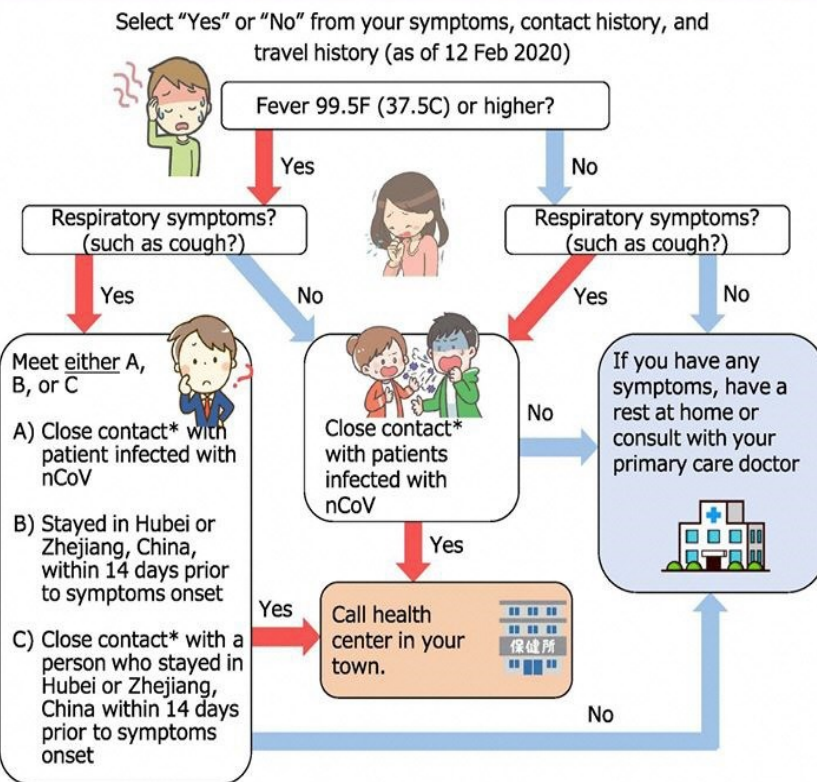 Select “Yes” or “No” from your symptoms, contact history, and
travel history (as of 12 Feb 2020)
Fever 99.5F (37.5C) or higher?
Yes
No
Respiratory symptoms?
(such as cough?)
Respiratory symptoms?
(such as cough?)
Yes
No
Yes
No
Meet either A,
B, or C
A) Close contact* with
patient infected with
nCoV
B) Stayed in Hubei or
Zhejiang, China,
within 14 days prior
to symptoms onset
C) Close contact* with a
person who stayed in
Hubei or Zhejiang,
China within 14 days
prior to symptoms
onset
Close contact*
with patients
infected with
nCoV
No
If you have any
symptoms, have a
rest at home or
consult with your
primary care doctor
Yes
Yes
Call health
center in your
town.
保健所
No